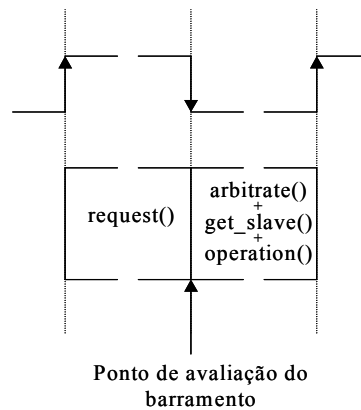 request()
arbitrate()
+
get_slave()
+
operation()
Ponto de avaliação do
barramento